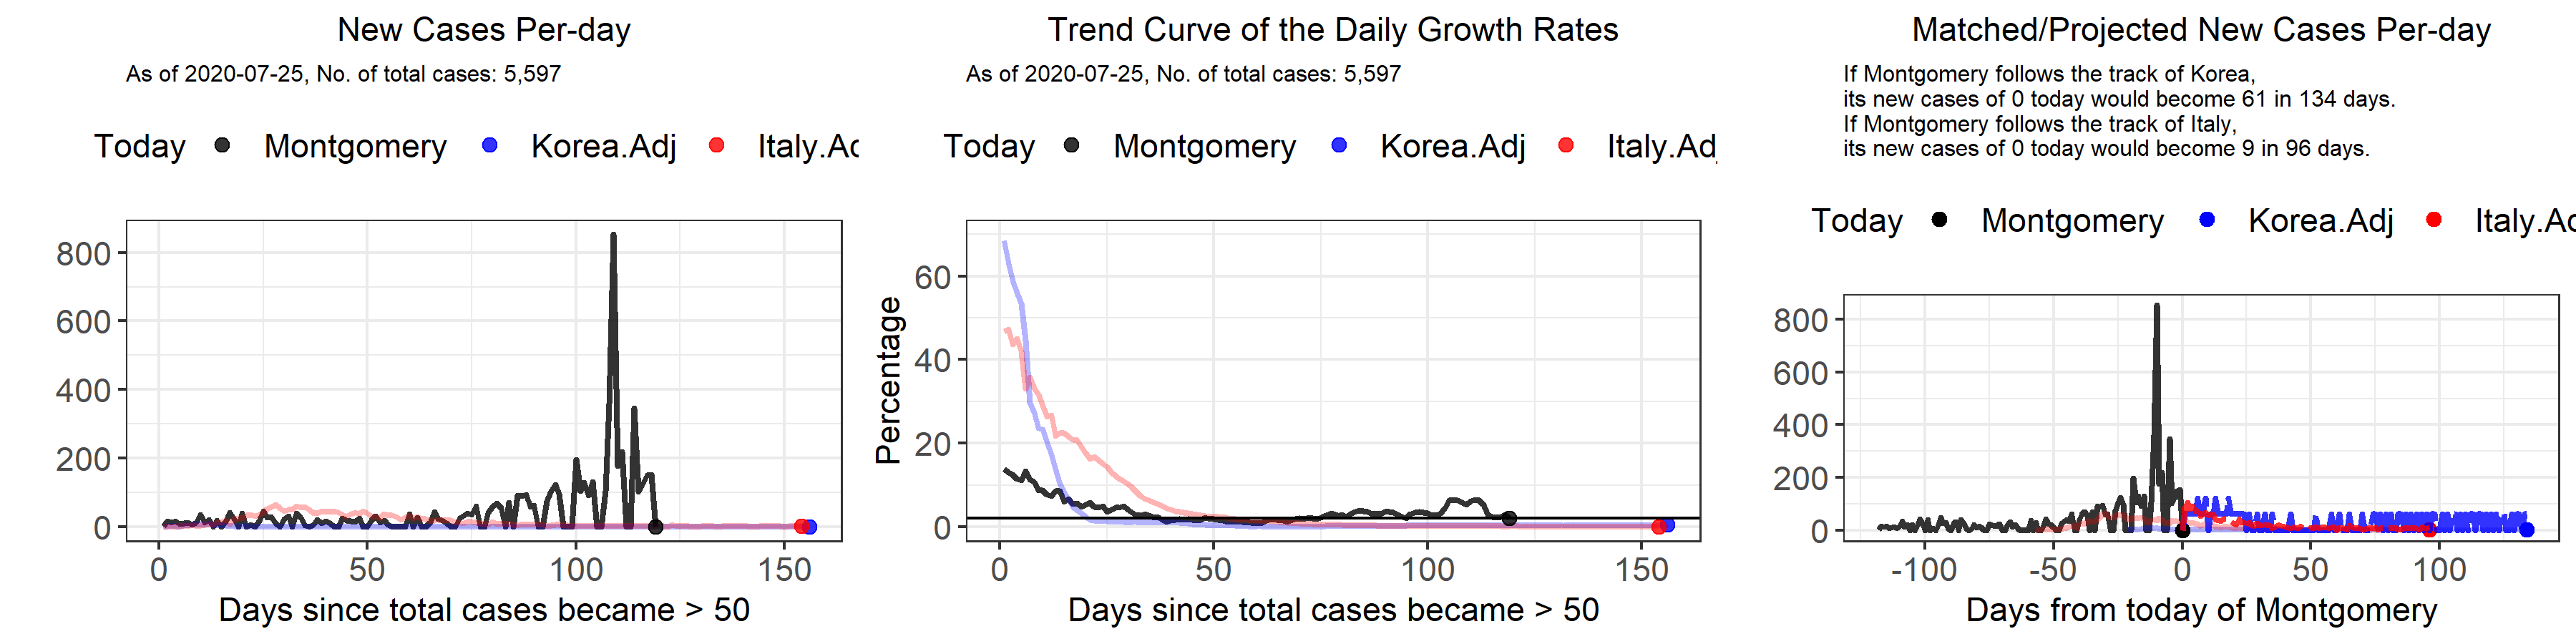 New Cases Per-day
As of 2020-07-25, No. of total cases: 5,597
Today Montgomery Korea.Adj Italy.Ac
800
600
400
200
0
0 50 100 150
Days since total cases became > 50
Trend Curve of the Daily Growth Rates
As of 2020-07-25, No. of total cases: 5,597
Today Montgomery Korea.Adj Italy.Ad
Percentage
60
40
20
0
0 50 100 150
Days since total cases became > 50
Matched/Projected New Cases Per-day
If Montgomery follows the track of Korea,
its new cases of 0 today would become 61 in 134 days.
If Montgomery follows the track of Italy,
its new cases of 0 today would become 9 in 96 days.
Today Montgomery Korea.Adj Italy.Ac
800
600
400
200
0
-100 -50 0 50 100
Days from today of Montgomery